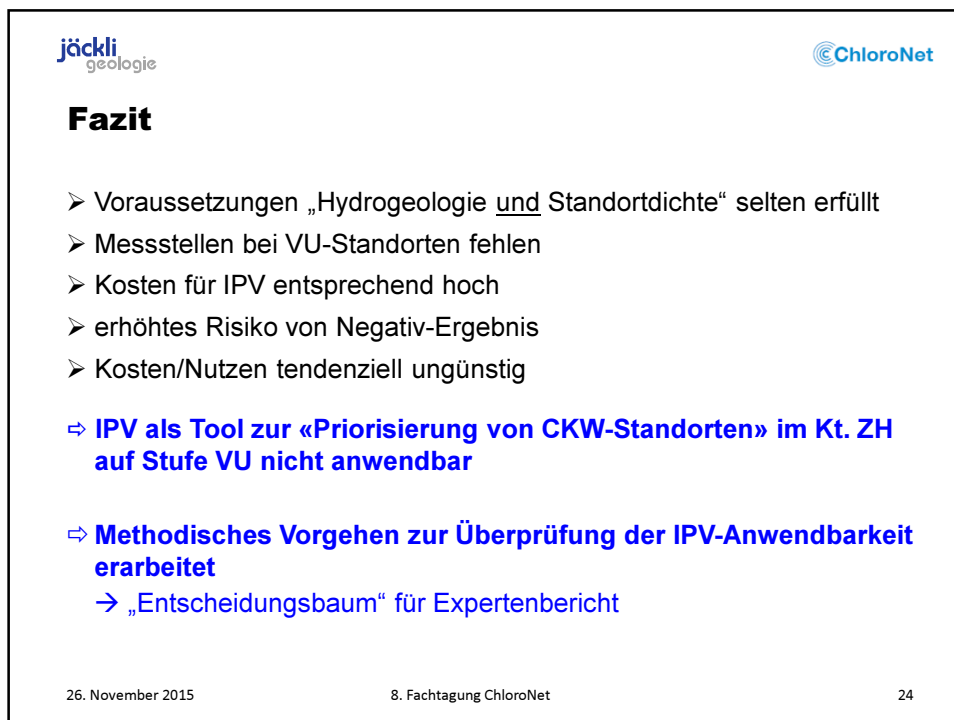 jäckli
geologie
©ChloroNet
Fazit
➢ Voraussetzungen „Hydrogeologie und Standortdichte“ selten erfüllt
➢ Messstellen bei VU-Standorten fehlen
➢ Kosten für IPV entsprechend hoch
➢ erhöhtes Risiko von Negativ-Ergebnis
➢ Kosten/Nutzen tendenziell ungünstig
⇨ IPV als Tool zur «Priorisierung von CKW-Standorten» im Kt. ZH
auf Stufe VU nicht anwendbar
⇨ Methodisches Vorgehen zur Überprüfung der IPV-Anwendbarkeit
erarbeitet
→ „Entscheidungsbaum“ für Expertenbericht
26. November 2015
8. Fachtagung ChloroNet
24